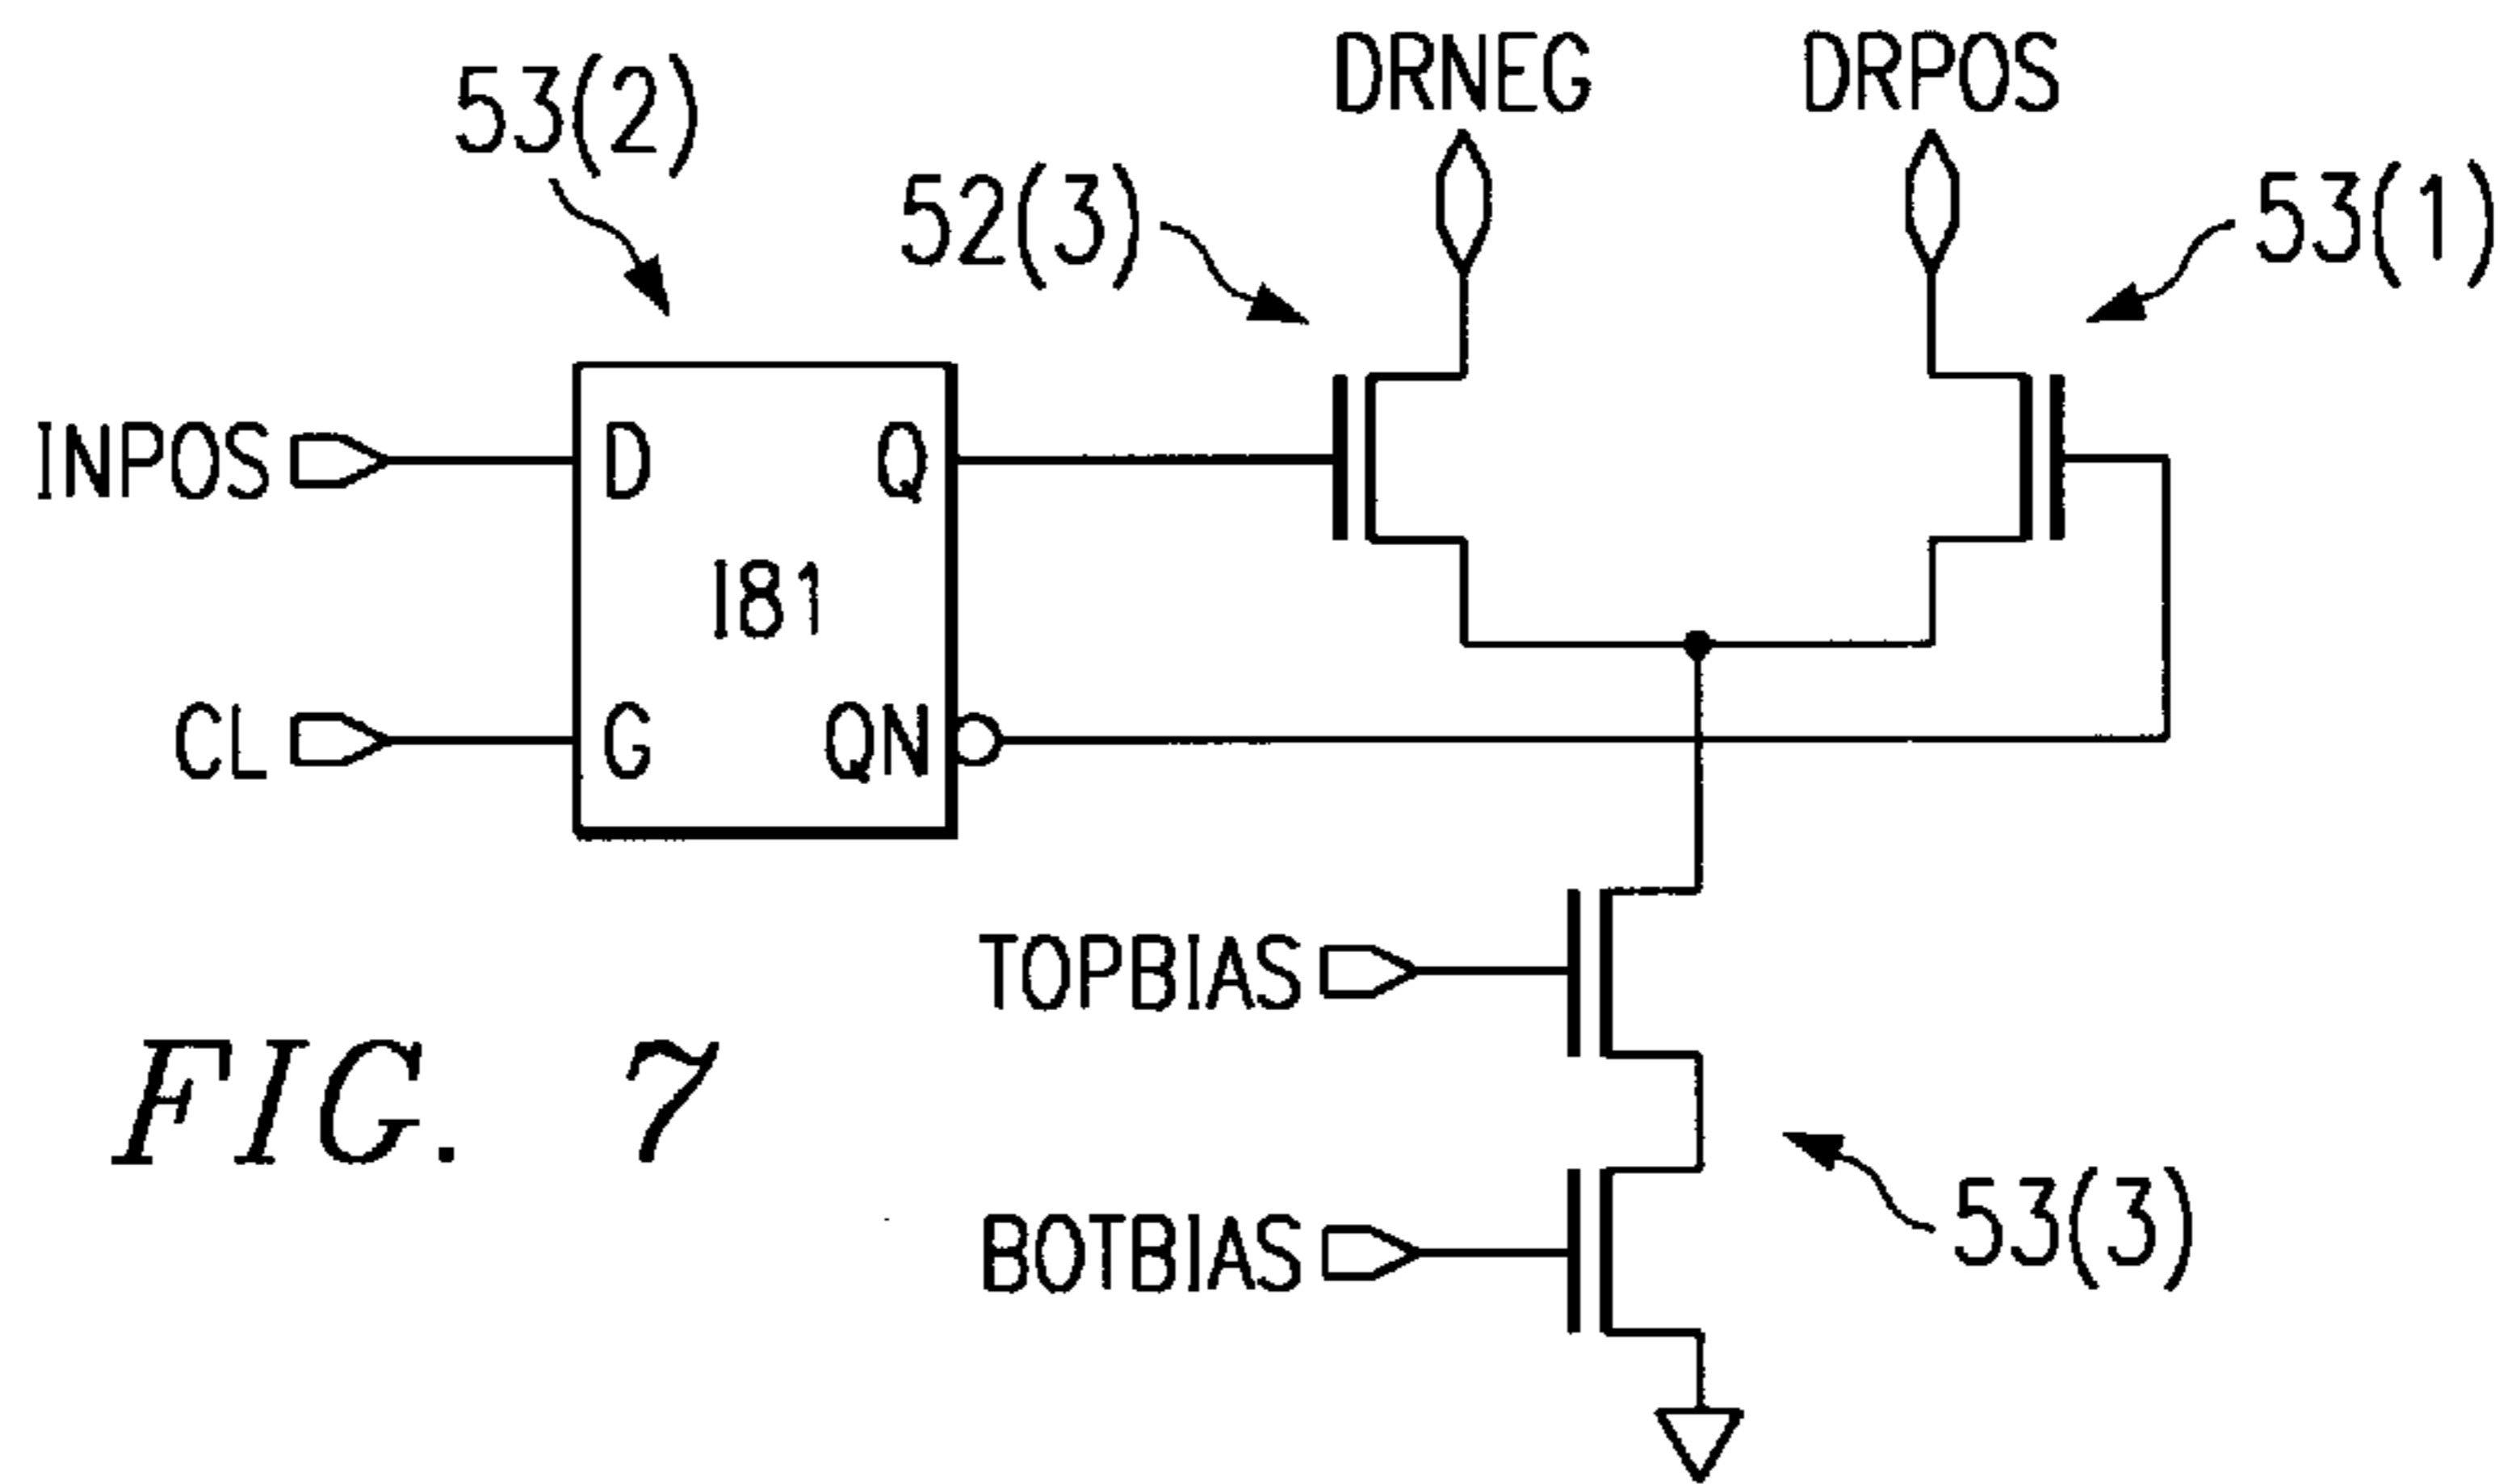 DRNEG
DRPOS
53(2)
52(3)
53(1)
INPOS
D
Q
I81
CL
G
QN
TOPBIAS
FIG. 7
BOTBIAS
53(3)